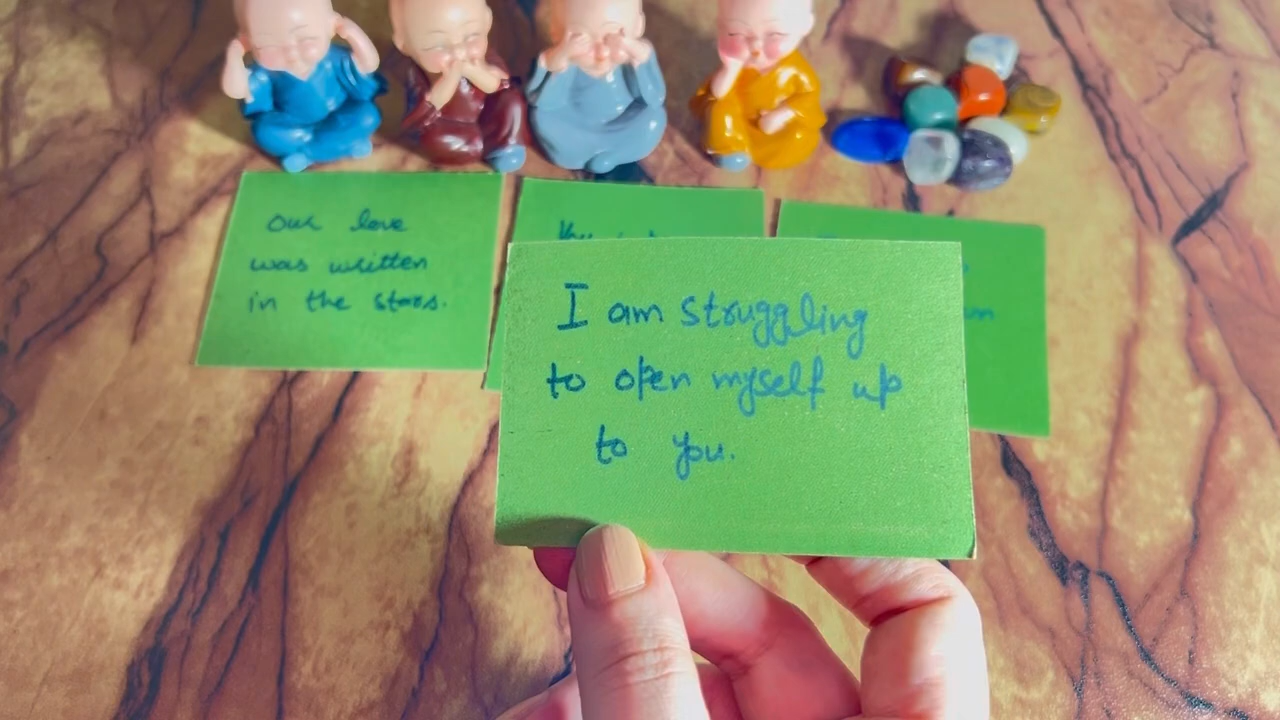 Our love
was written
in the stars.
I am struggling
to open myself up
to you.